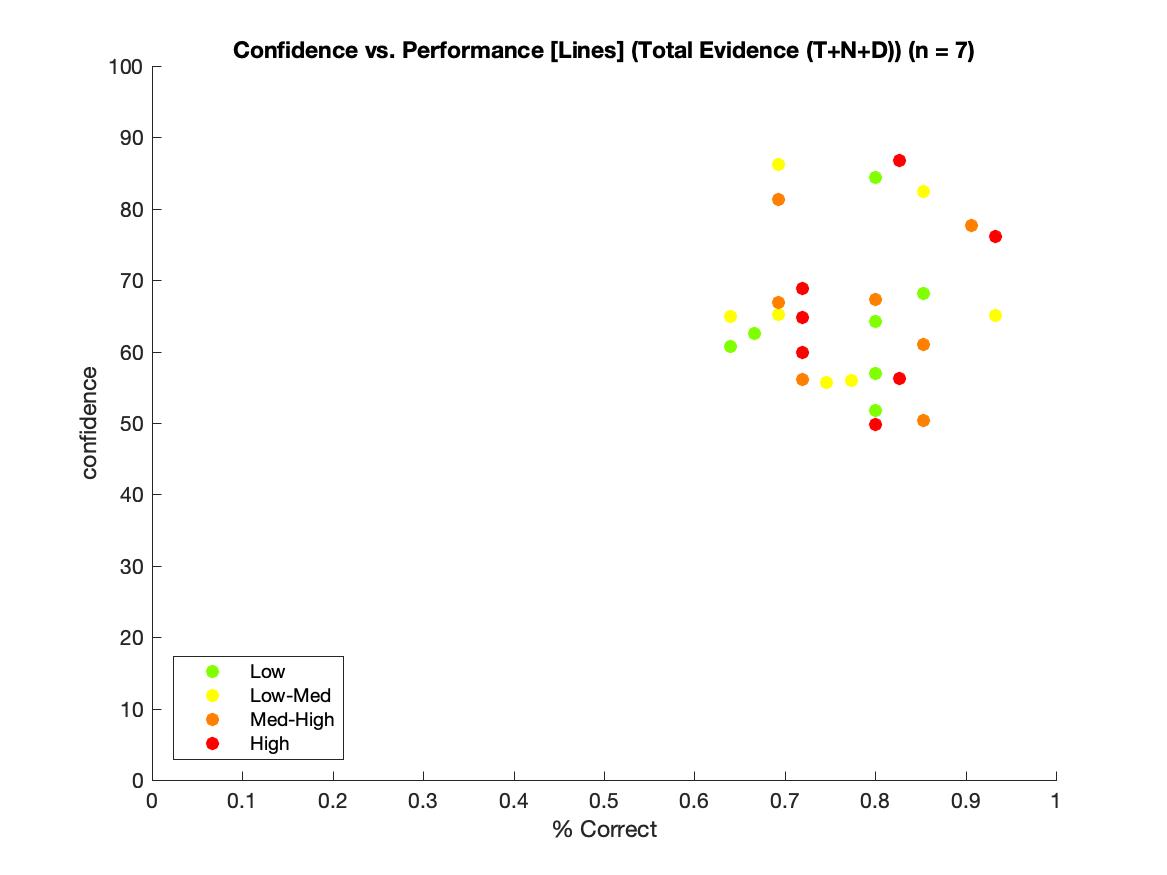 Confidence vs. Performance [Lines] (Total Evidence (T+N+D)) (n = 7)
100
90
80
70
60
50
40
30
20
10
0
confidence
Low
Low-Med
Med-High
High
0 0.1 0.2 0.3 0.4 0.5 0.6 0.7 0.8 0.9 1
% Correct